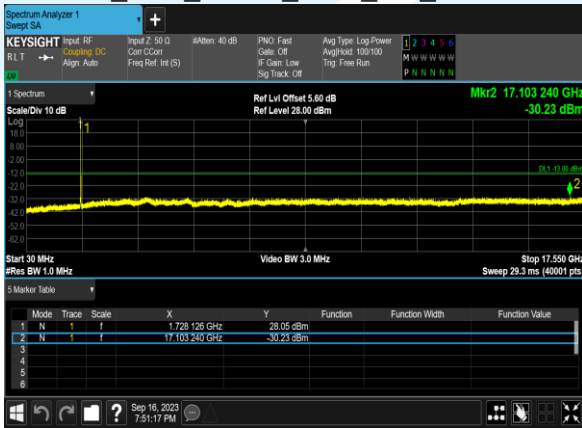 Spectrum Analyzer 1
Swept SA
+
KEYSIGHT Input: RF Input Z: 50 Ω #Atten: 40 dB PNO: Fast Avg Type: Log-Power 1 2 3 4 5 6
RLT Coupling: DC Corr CCorr Gate: Off Avg|Hold: 100/100 M W W W W W
Align: Auto Freq Ref: Int (S) IF Gain: Low Trig: Free Run
Sig Track: Off P N N N N N
1 Spectrum Ref Lvl Offset 5.60 dB Mkr2 17.103 240 GHz
Scale/Div 10 dB Ref Level 28.00 dBm -30.23 dBm
Log
18.0 1
8.00
-2.00
DL1 -13.00 dBm
-12.0
-22.0 2
-32.0
-42.0
-52.0
-62.0
Start 30 MHz Video BW 3.0 MHz Stop 17.550 GHz
#Res BW 1.0 MHz Sweep 29.3 ms (40001 pts)
5 Marker Table
Mode Trace Scale X Y Function Function Width Function Value
1 N 1 f 1.728 126 GHz 28.05 dBm
2 N 1 f 17.103 240 GHz -30.23 dBm
3
4
5
6
? Sep 16, 2023
7:51:17 PM